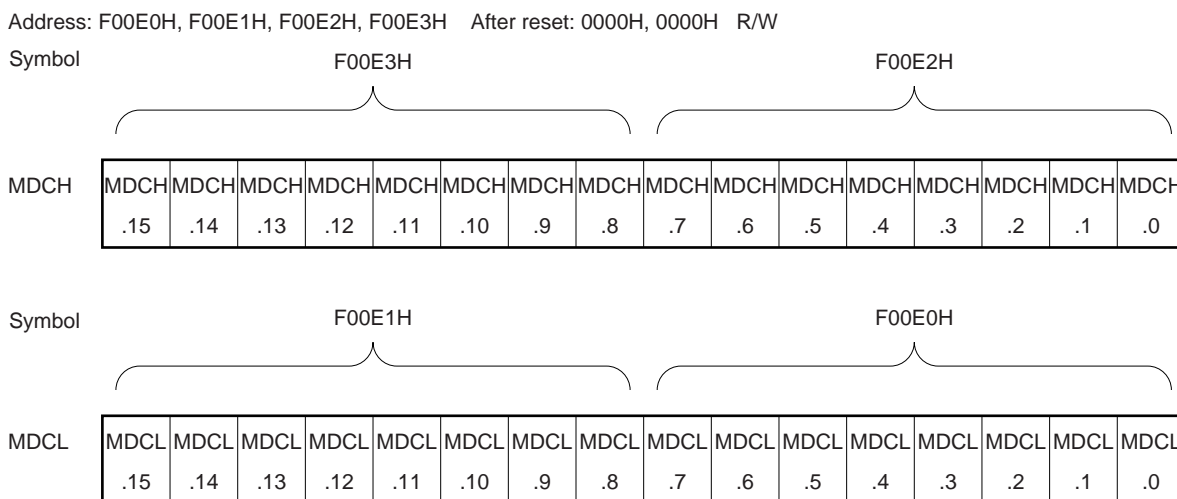 Address: F00E0H, F00E1H, F00E2H, F00E3H After reset: 0000H, 0000H R/W
Symbol F00E3H F00E2H
MDCH MDCH MDCH MDCH MDCH MDCH MDCH MDCH MDCH MDCH MDCH MDCH MDCH MDCH MDCH MDCH MDCH
.15 .14 .13 .12 .11 .10 .9 .8 .7 .6 .5 .4 .3 .2 .1 .0
Symbol F00E1H F00E0H
MDCL MDCL MDCL MDCL MDCL MDCL MDCL MDCL MDCL MDCL MDCL MDCL MDCL MDCL MDCL MDCL MDCL
.15 .14 .13 .12 .11 .10 .9 .8 .7 .6 .5 .4 .3 .2 .1 .0